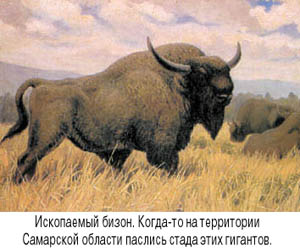 Ископаемый бизон. Когда-то на территории
Самарской области паслись стада этих гигантов.